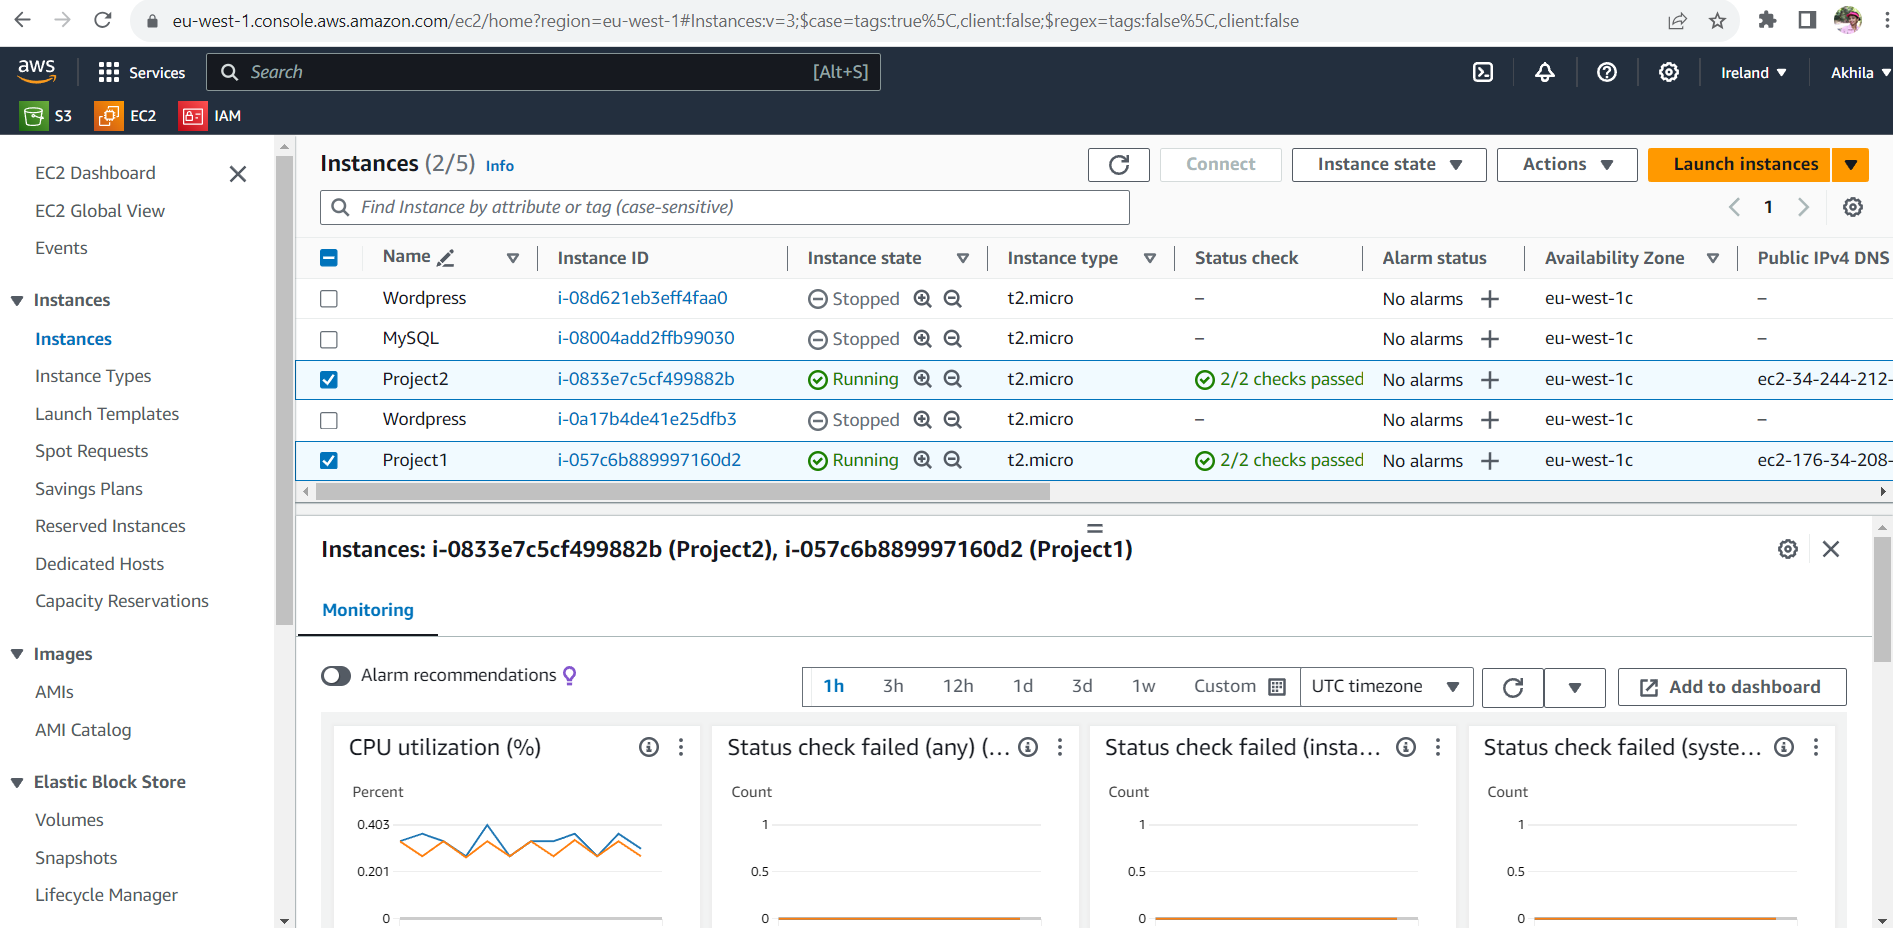 eu-west-1.console.aws.amazon.com/ec2/home?region=eu-west-1#Instances:v=3;$case=tags:true%5C,client:false;$regex=tags:false%5C,client:false
aws Services Search [Alt+S] Ireland Akhila
S3 EC2 IAM
EC2 Dashboard
EC2 Global View
Events
Instances
Instances
Instance Types
Launch Templates
Spot Requests
Savings Plans
Reserved Instances
Dedicated Hosts
Capacity Reservations
Images
AMIs
AMI Catalog
Elastic Block Store
Volumes
Snapshots
Lifecycle Manager
Instances (2/5) Info Connect Instance state Actions Launch instances
Find Instance by attribute or tag (case-sensitive) 1
Name Instance ID Instance state Instance type Status check Alarm status Availability Zone Public IPv4 DNS
Wordpress i-08d621eb3eff4faa0 Stopped t2.micro – No alarms + eu-west-1c –
MySQL i-08004add2ffb99030 Stopped t2.micro – No alarms + eu-west-1c –
Project2 i-0833e7c5cf499882b Running t2.micro 2/2 checks passed No alarms + eu-west-1c ec2-34-244-212-
Wordpress i-0a17b4de41e25dfb3 Stopped t2.micro – No alarms + eu-west-1c –
Project1 i-057c6b889997160d2 Running t2.micro 2/2 checks passed No alarms + eu-west-1c ec2-176-34-208-
Instances: i-0833e7c5cf499882b (Project2), i-057c6b889997160d2 (Project1)
Monitoring
Alarm recommendations 1h 3h 12h 1d 3d 1w Custom UTC timezone Add to dashboard
CPU utilization (%)
Percent
0.403
0.201
0
Status check failed (any) (...
Count
1
0.5
0
Status check failed (insta...
Count
1
0.5
0
Status check failed (syste...
Count
1
0.5
0